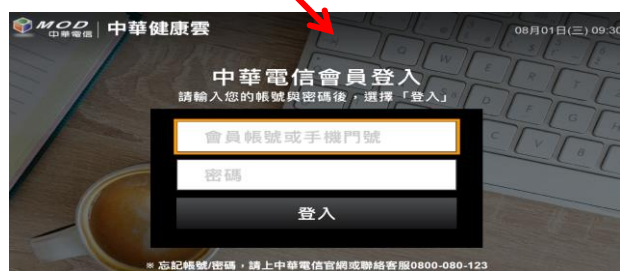 MOD 中華電信 中華健康雲 08月01日(三) 09:30
中華電信會員登入
請輸入您的帳號與密碼後，選擇「登入」
會員帳號或手機門號
密碼
登入
※ 忘記帳號/密碼，請上中華電信官網或聯絡客服0800-080-123